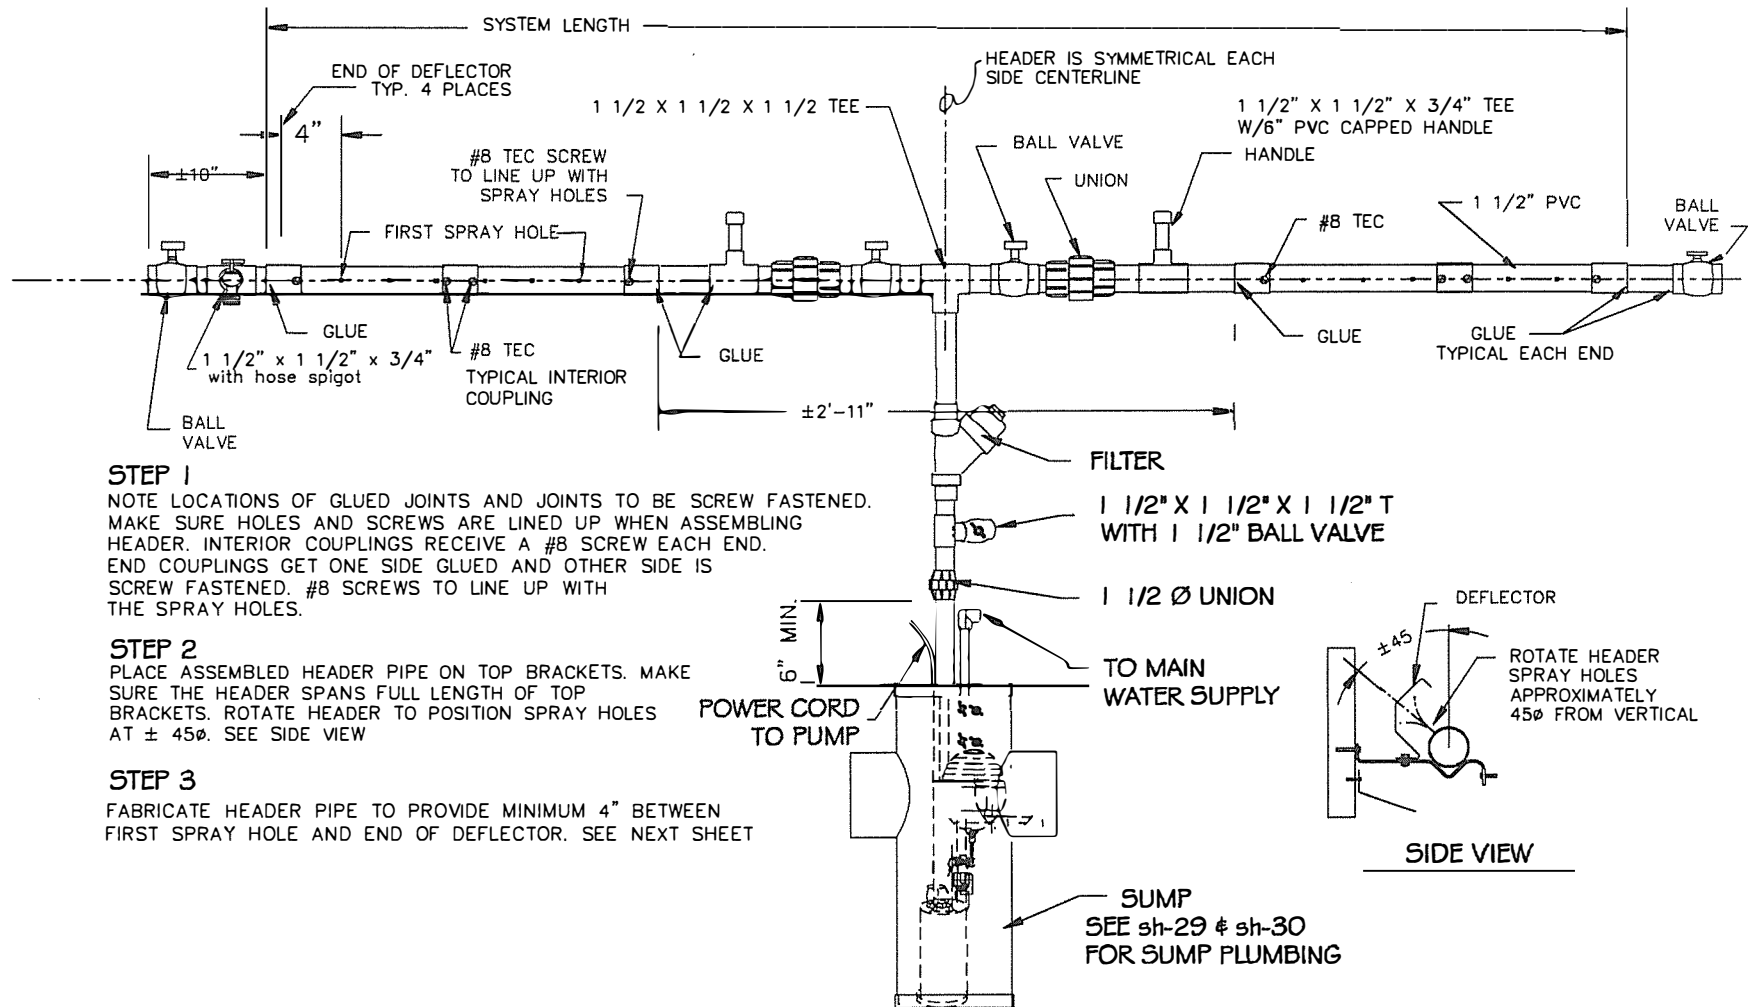 SYSTEM LENGTH
END OF DEFLECTOR
TYP. 4 PLACES
4"
±10"
1 1/2 X 1 1/2 X 1 1/2 TEE
HEADER IS SYMMETRICAL EACH
SIDE CENTERLINE
1 1/2" X 1 1/2" X 3/4" TEE
W/6" PVC CAPPED HANDLE
HANDLE
BALL VALVE
UNION
#8 TEC SCREW
TO LINE UP WITH
SPRAY HOLES
FIRST SPRAY HOLE
#8 TEC
1 1/2" PVC
BALL
VALVE
GLUE
1 1/2" x 1 1/2" x 3/4"
with hose spigot
#8 TEC
TYPICAL INTERIOR
COUPLING
GLUE
GLUE
GLUE
TYPICAL EACH END
BALL
VALVE
±2'-11"
STEP 1
NOTE LOCATIONS OF GLUED JOINTS AND JOINTS TO BE SCREW FASTENED.
MAKE SURE HOLES AND SCREWS ARE LINED UP WHEN ASSEMBLING
HEADER. INTERIOR COUPLINGS RECEIVE A #8 SCREW EACH END.
END COUPLINGS GET ONE SIDE GLUED AND OTHER SIDE IS
SCREW FASTENED. #8 SCREWS TO LINE UP WITH
THE SPRAY HOLES.
STEP 2
PLACE ASSEMBLED HEADER PIPE ON TOP BRACKETS. MAKE
SURE THE HEADER SPANS FULL LENGTH OF TOP
BRACKETS. ROTATE HEADER TO POSITION SPRAY HOLES
AT ± 45ø. SEE SIDE VIEW
STEP 3
FABRICATE HEADER PIPE TO PROVIDE MINIMUM 4" BETWEEN
FIRST SPRAY HOLE AND END OF DEFLECTOR. SEE NEXT SHEET
FILTER
1 1/2" X 1 1/2" X 1 1/2" T
WITH 1 1/2" BALL VALVE
1 1/2 Ø UNION
6" MIN.
TO MAIN
WATER SUPPLY
POWER CORD
TO PUMP
SUMP
SEE sh-29 & sh-30
FOR SUMP PLUMBING
DEFLECTOR
±45
ROTATE HEADER
SPRAY HOLES
APPROXIMATELY
45ø FROM VERTICAL
SIDE VIEW